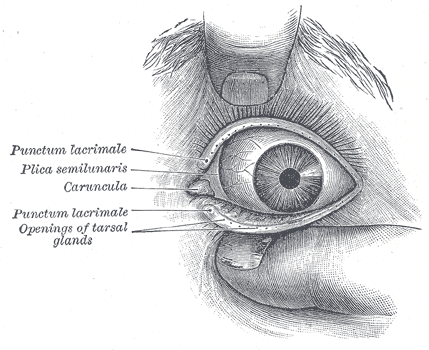 Punctum lacrimale
Plica semilunaris
Caruncula
Punctum lacrimale
Openings of tarsal
glands